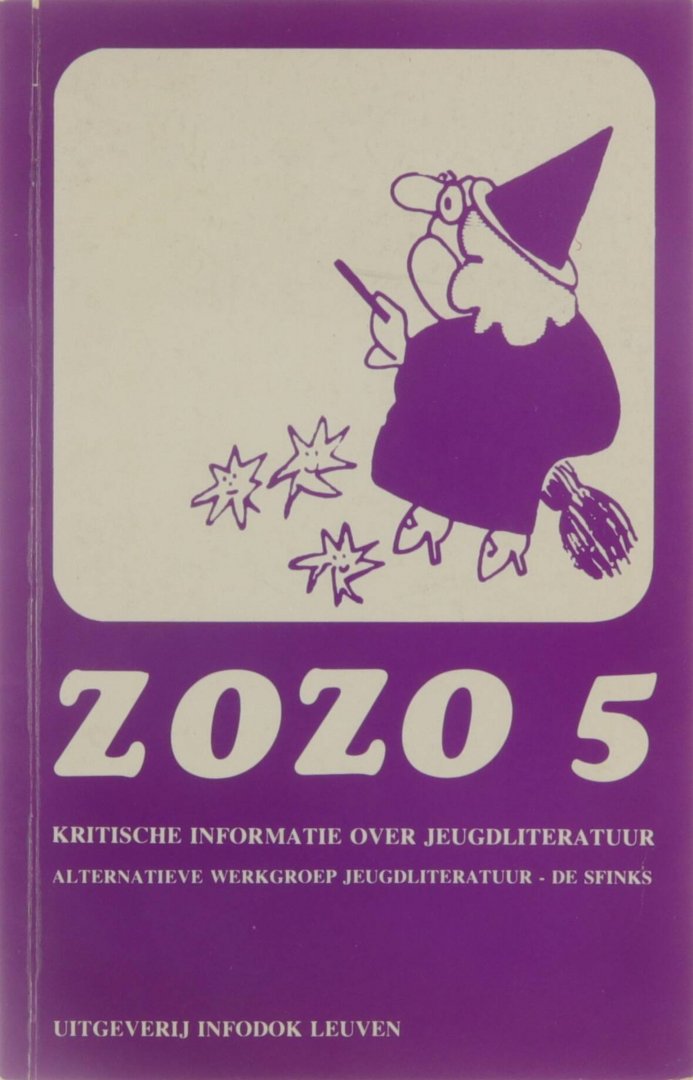 ZOZO 5
KRITISCHE INFORMATIE OVER JEUGDLITERATUUR
ALTERNATIEVE WERKGROEP JEUGDLITERATUUR - DE SFINKS
UITGEVERIJ INFODOK LEUVEN